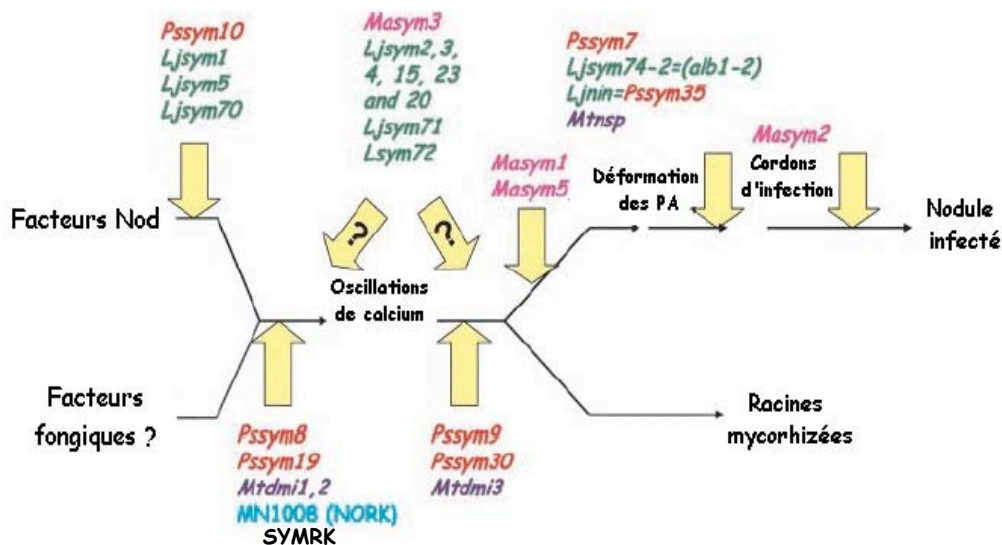 Pssym10
Ljsym1
Ljsym5
Ljsym70
Masym3
Ljsym2, 3,
4, 15, 23
and 20
Ljsym71
Lsym72
Pssym7
Ljsym74-2=(alb1-2)
Ljnin=Pssym35
Mtnsp
Masym1
Masym5
Déformation
des PA
Masym2
Cordons
d'infection
Facteurs Nod
?
?
Nodule
infecté
Oscillations
de calcium
Facteurs
fongiques ?
Racines
mycorhizées
Pssym8
Pssym19
Mtdmi1,2
MN1008 (NORK)
SYMRK
Pssym9
Pssym30
Mtdmi3